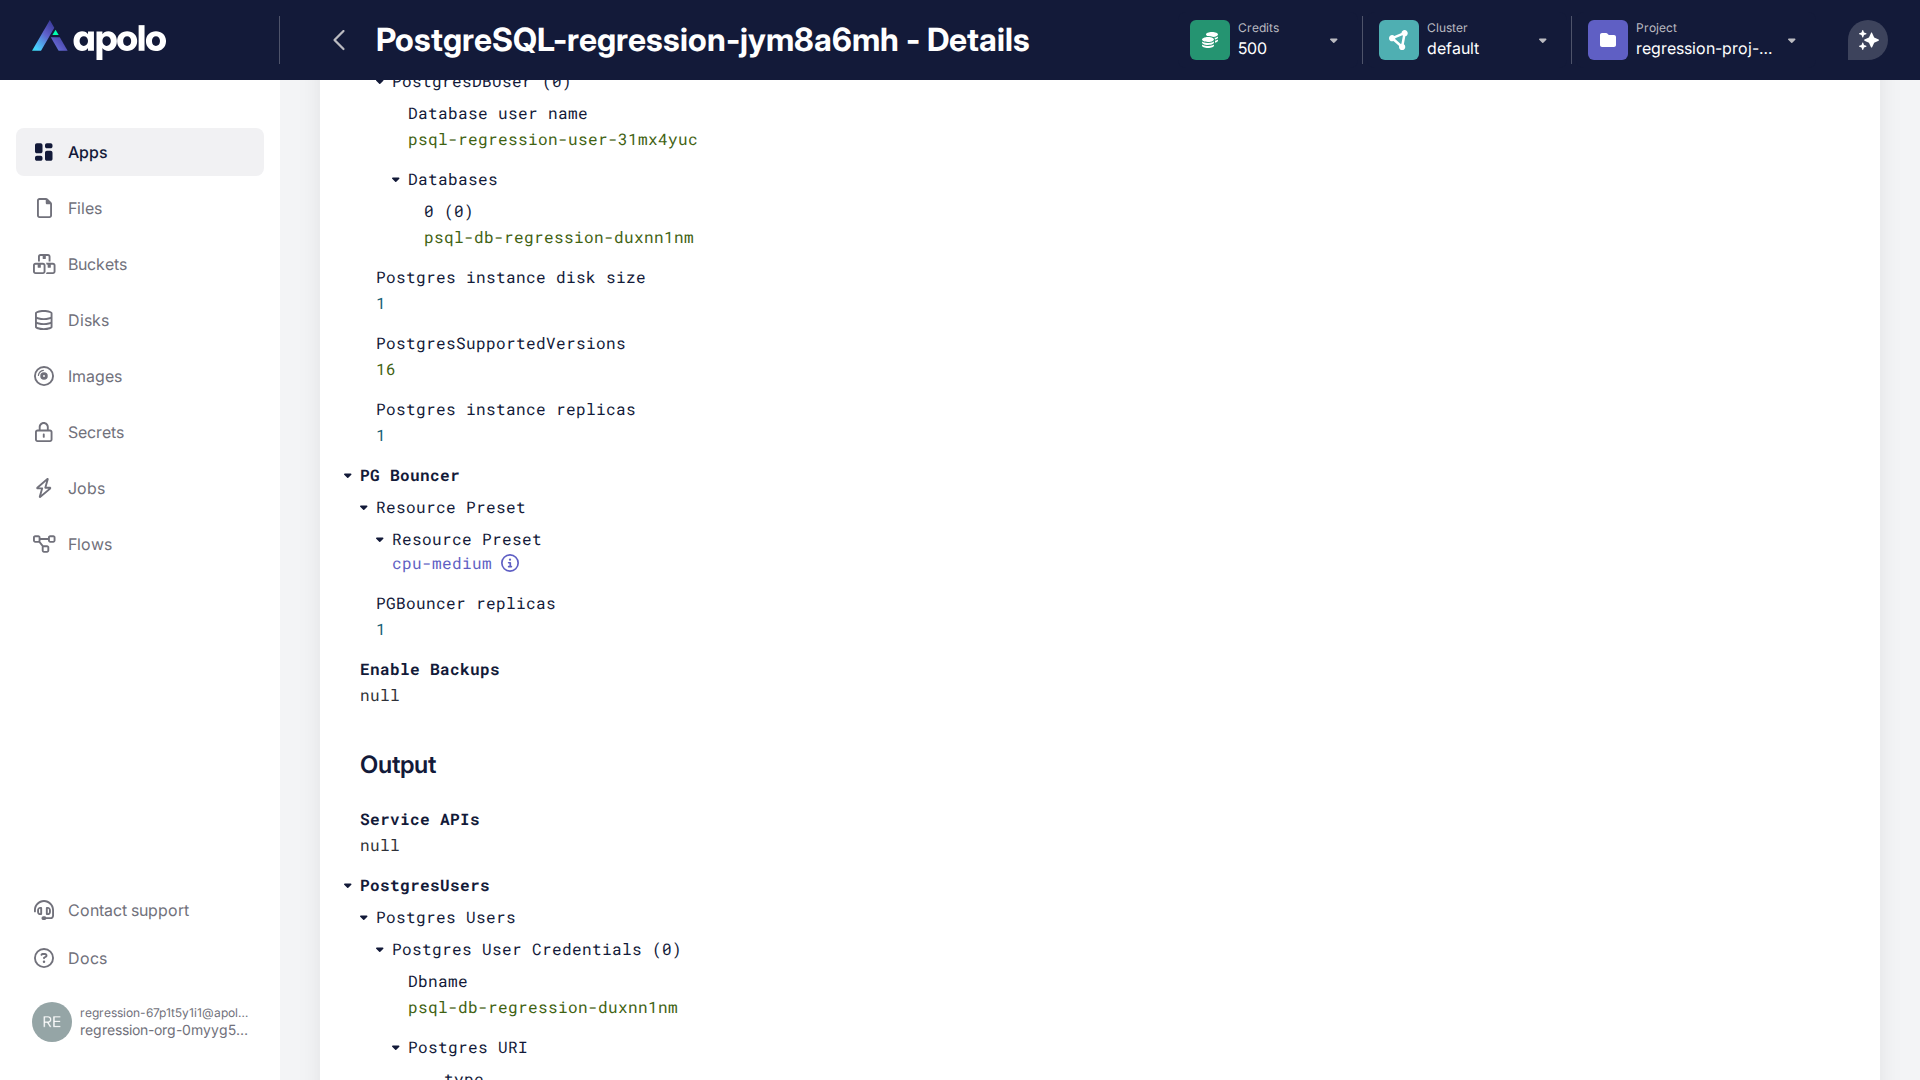 apolo
PostgreSQL-regression-jym8a6mh - Details
Credits
500
Cluster
default
Project
regression-proj-...
Apps
Files
Buckets
Disks
Images
Secrets
Jobs
Flows
Contact support
Docs
RE
regression-67p1t5y1i1@apol...
regression-org-0myyg5...
PostgresDBUser (0)
Database user name
psql-regression-user-31mx4yuc
Databases
0 (0)
psql-db-regression-duxnn1nm
Postgres instance disk size
1
PostgresSupportedVersions
16
Postgres instance replicas
1
PG Bouncer
Resource Preset
Resource Preset
cpu-medium
PGBouncer replicas
1
Enable Backups
null
Output
Service APIs
null
PostgresUsers
Postgres Users
Postgres User Credentials (0)
Dbname
psql-db-regression-duxnn1nm
Postgres URI
type